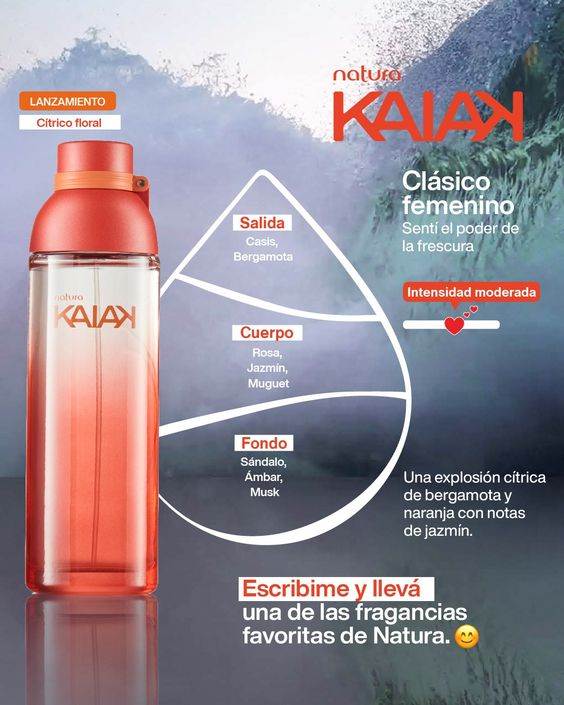 natura
KAIAK
LANZAMIENTO
Cítrico floral
Clásico
femenino
Sentí el poder de
la frescura
Salida
Casis,
Bergamota
Intensidad moderada
natura
KAIAK
Cuerpo
Rosa,
Jazmín,
Muguet
Fondo
Sándalo,
Ámbar,
Musk
Una explosión cítrica
de bergamota y
naranja con notas
de jazmín.
Escribime y llevá
una de las fragancias
favoritas de Natura. 😊